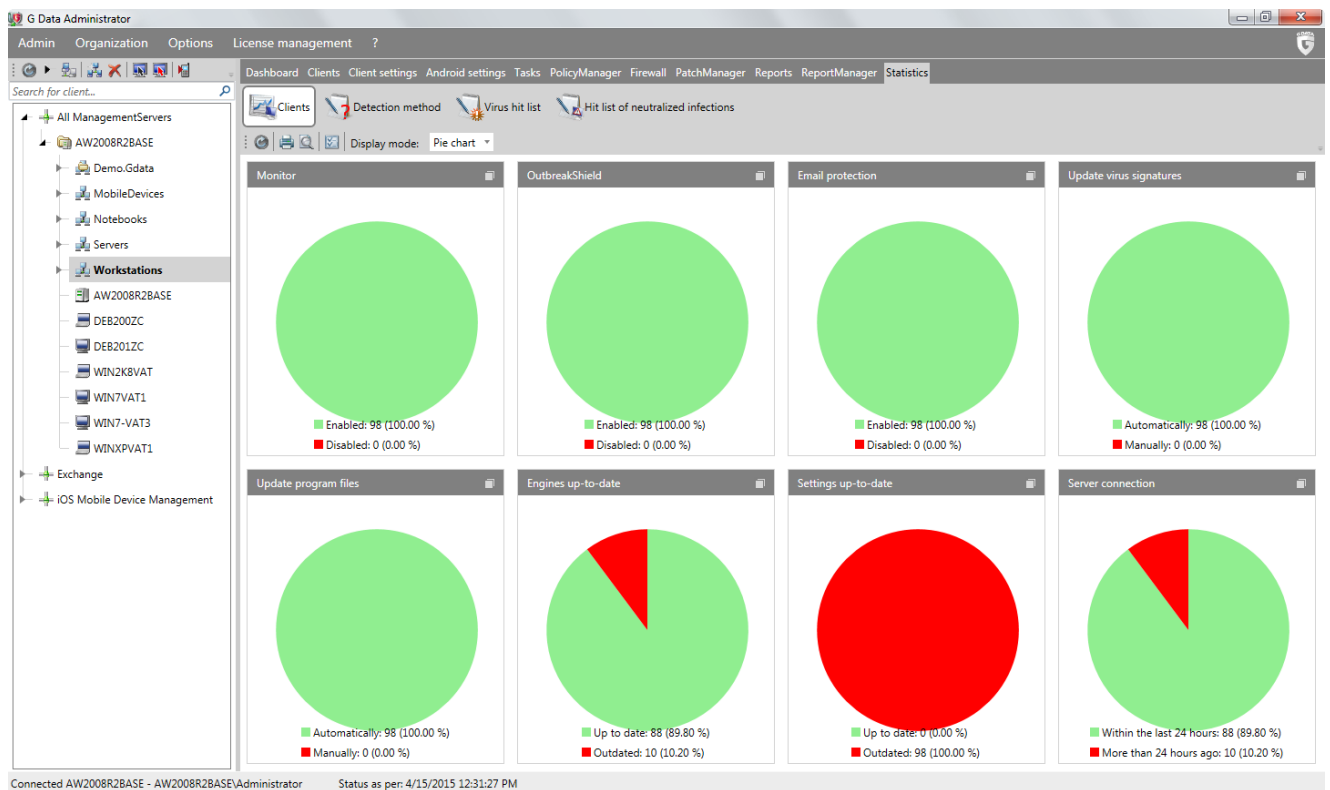 G Data Administrator
Admin Organization Options License management ?
Dashboard Clients Client settings Android settings Tasks PolicyManager Firewall PatchManager Reports ReportManager Statistics
Search for client...
Clients Detection method Virus hit list Hit list of neutralized infections
Display mode: Pie chart
All ManagementServers
AW2008R2BASE
Demo.Gdata
MobileDevices
Notebooks
Servers
Workstations
AW2008R2BASE
DEB200ZC
DEB201ZC
WIN2K8VAT
WIN7VAT1
WIN7-VAT3
WINXPVAT1
Exchange
iOS Mobile Device Management
Monitor
Enabled: 98 (100.00 %)
Disabled: 0 (0.00 %)
OutbreakShield
Enabled: 98 (100.00 %)
Disabled: 0 (0.00 %)
Email protection
Enabled: 98 (100.00 %)
Disabled: 0 (0.00 %)
Update virus signatures
Automatically: 98 (100.00 %)
Manually: 0 (0.00 %)
Update program files
Automatically: 98 (100.00 %)
Manually: 0 (0.00 %)
Engines up-to-date
Up to date: 88 (89.80 %)
Outdated: 10 (10.20 %)
Settings up-to-date
Up to date: 0 (0.00 %)
Outdated: 98 (100.00 %)
Server connection
Within the last 24 hours: 88 (89.80 %)
More than 24 hours ago: 10 (10.20 %)
Connected AW2008R2BASE - AW2008R2BASE\Administrator Status as per: 4/15/2015 12:31:27 PM